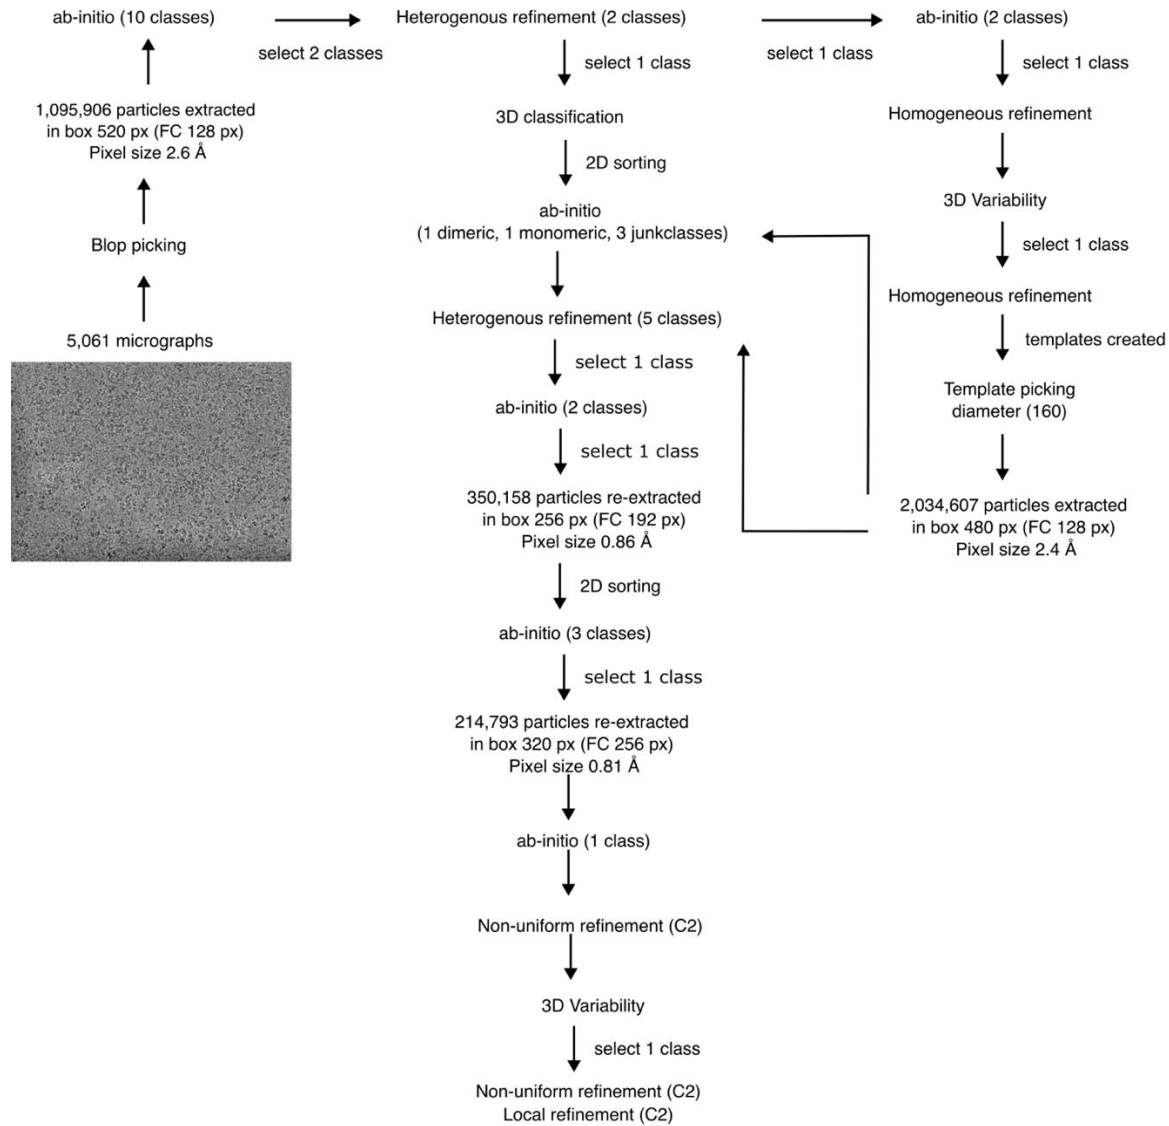 ab-initio (10 classes)
select 2 classes
1,095,906 particles extracted
in box 520 px (FC 128 px)
Pixel size 2.6 Å
Blop picking
5,061 micrographs
Heterogenous refinement (2 classes)
select 1 class
select 1 class
3D classification
2D sorting
ab-initio
(1 dimeric, 1 monomeric, 3 junkclasses)
Heterogenous refinement (5 classes)
select 1 class
ab-initio (2 classes)
select 1 class
350,158 particles re-extracted
in box 256 px (FC 192 px)
Pixel size 0.86 Å
2D sorting
ab-initio (3 classes)
select 1 class
214,793 particles re-extracted
in box 320 px (FC 256 px)
Pixel size 0.81 Å
ab-initio (1 class)
Non-uniform refinement (C2)
3D Variability
select 1 class
Non-uniform refinement (C2)
Local refinement (C2)
ab-initio (2 classes)
select 1 class
Homogeneous refinement
3D Variability
select 1 class
Homogeneous refinement
templates created
Template picking
diameter (160)
2,034,607 particles extracted
in box 480 px (FC 128 px)
Pixel size 2.4 Å